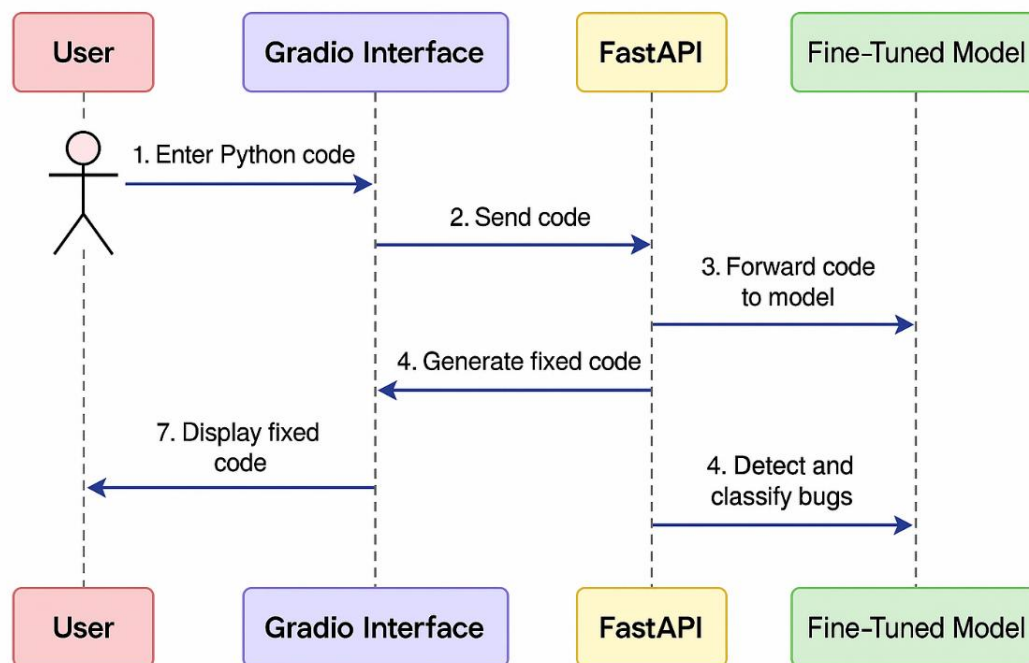 User
Gradio Interface
FastAPI
Fine-Tuned Model
1. Enter Python code
2. Send code
3. Forward code
to model
4. Generate fixed code
7. Display fixed
code
4. Detect and
classify bugs
User
Gradio Interface
FastAPI
Fine-Tuned Model